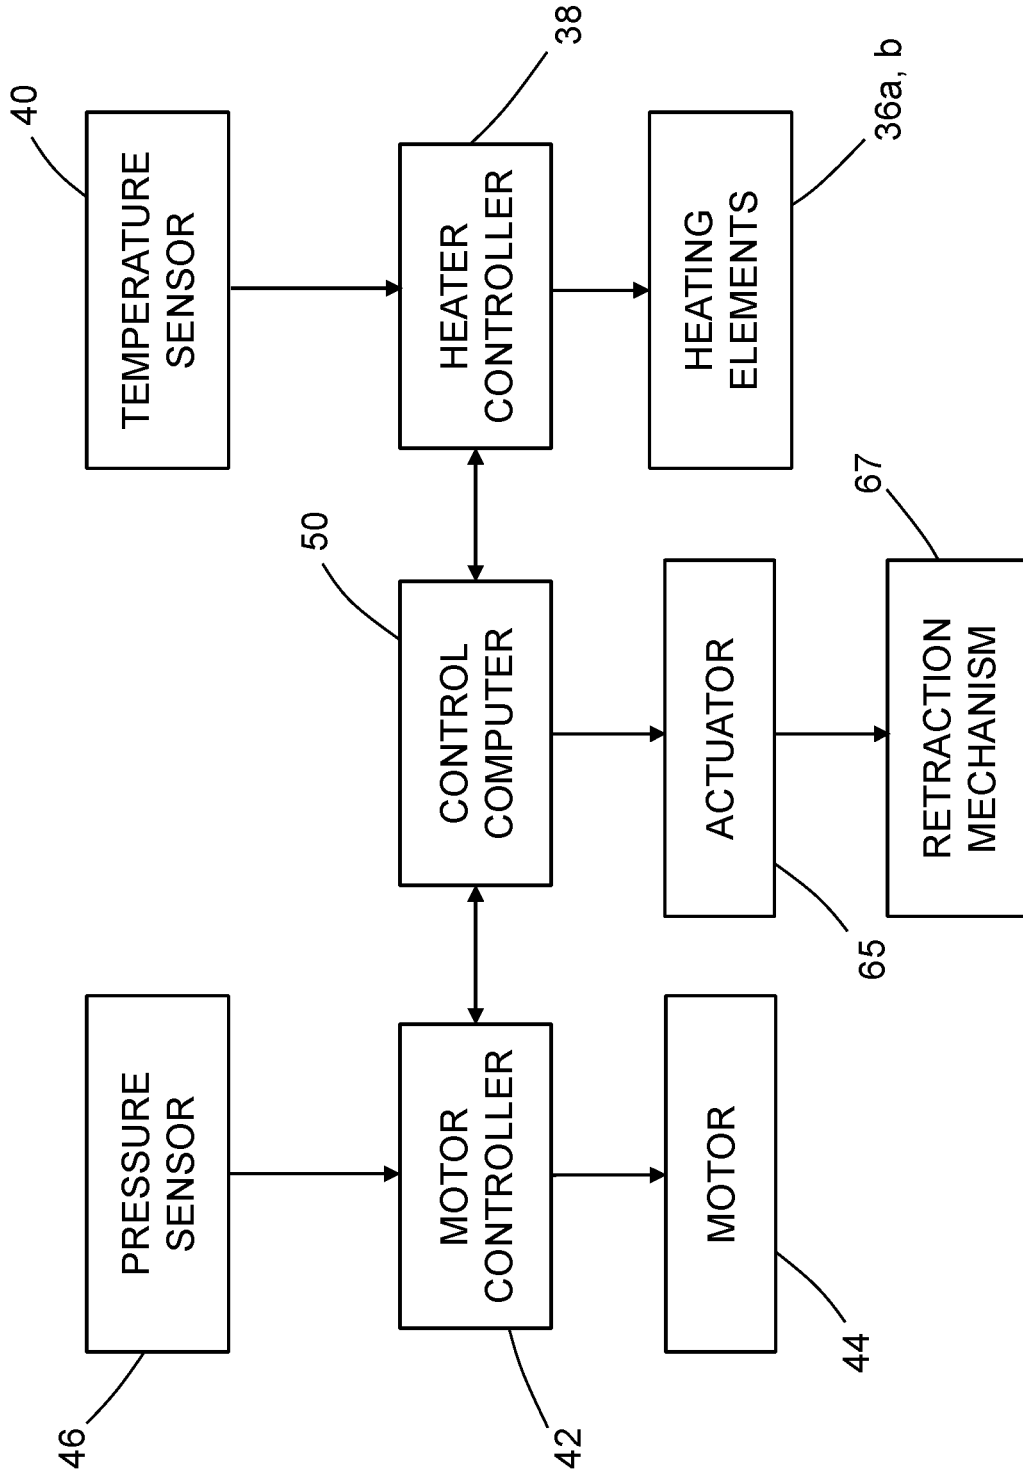 46
PRESSURE
SENSOR
TEMPERATURE
SENSOR
40
42
MOTOR
CONTROLLER
50
CONTROL
COMPUTER
HEATER
CONTROLLER
38
44
MOTOR
65
ACTUATOR
HEATING
ELEMENTS
36a, b
RETRACTION
MECHANISM
67